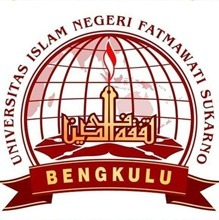 UNIVERSITAS ISLAM NEGERI FATMAWATI SUKARNO
BENGKULU